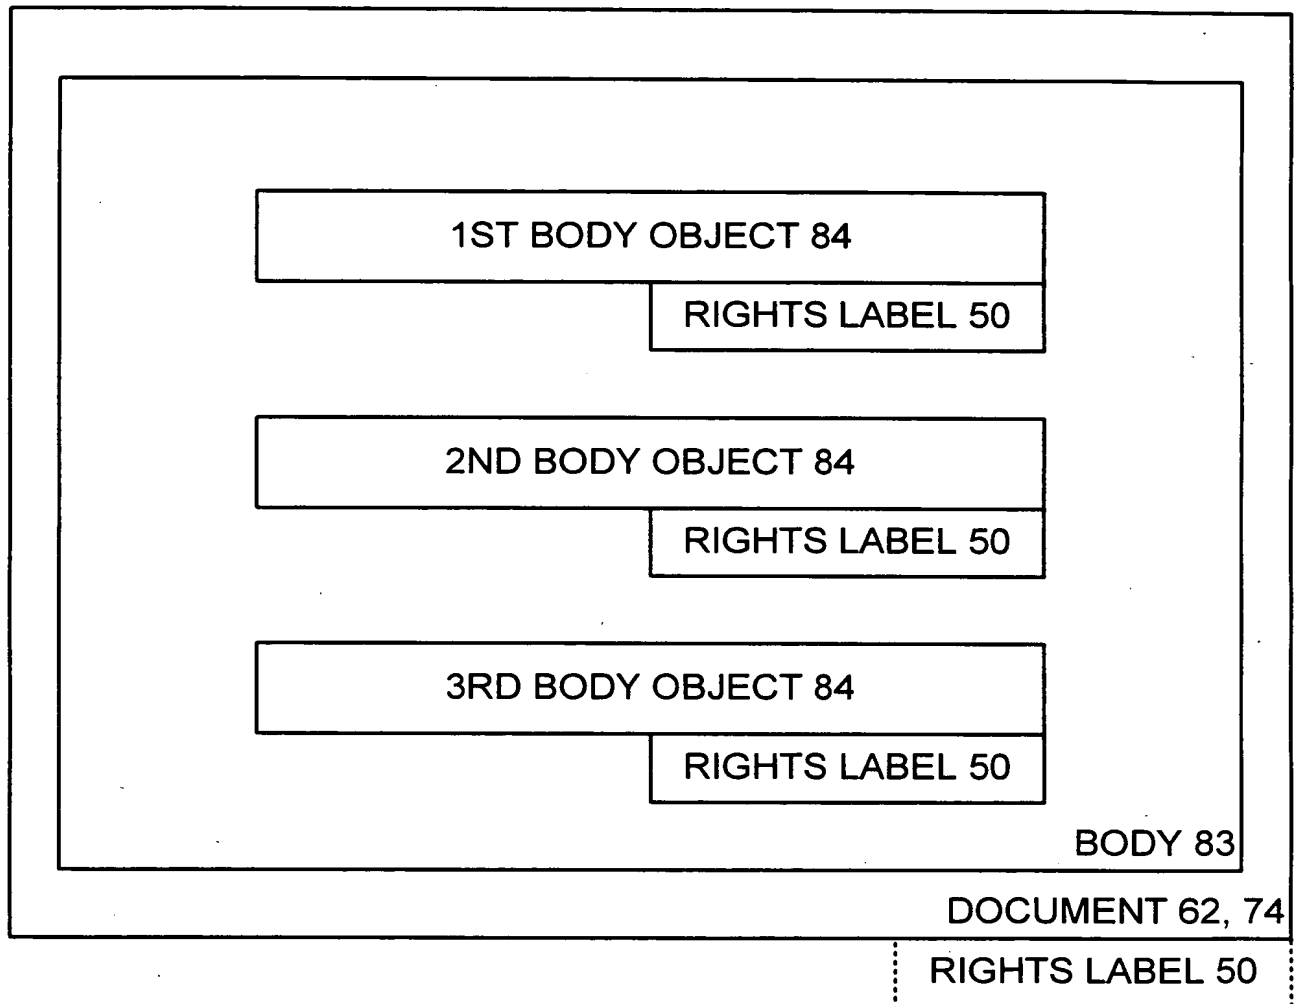 1ST BODY OBJECT 84
RIGHTS LABEL 50
2ND BODY OBJECT 84
RIGHTS LABEL 50
3RD BODY OBJECT 84
RIGHTS LABEL 50
BODY 83
DOCUMENT 62, 74
RIGHTS LABEL 50